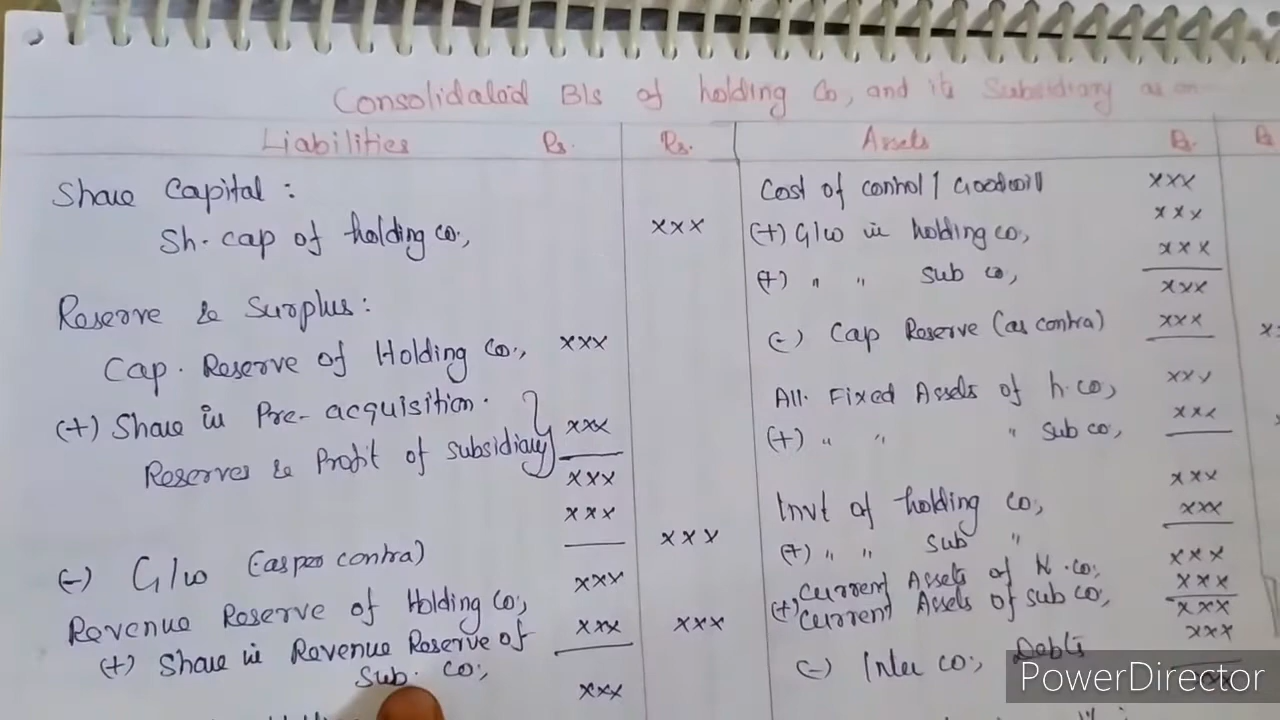 Consolidated B/s of holding Co, and its Subsidiary as on
Liabilities Rs. Rs. Assets Rs. Rs
Share Capital :
Sh. cap of holding co, xxx
Reserve & Surplus :
Cap. Reserve of Holding Co, xxx
(+) Share in Pre-acquisition
Reserves & Profit of subsidiary xxx
xxx
xxx
(-) G/w (as per contra) xxx
Revenue Reserve of Holding Co, xxx
(+) Share in Revenue Reserve of xxx xxx
Sub. Co, xxx
Cost of control / Goodwill xxx
(+) G/w in holding co, xxx
(+) " " sub co, xxx
xxx
(-) Cap Reserve (as contra) xxx
All Fixed Assets of h.co, xxx
(+) " " " sub co, xxx
xxx
Invt of holding co, xxx
(+) " " sub " xxx
Current Assets of H.co, xxx
(+) Current Assets of sub co, xxx
xxx
(-) Inter co, Debts
PowerDirector